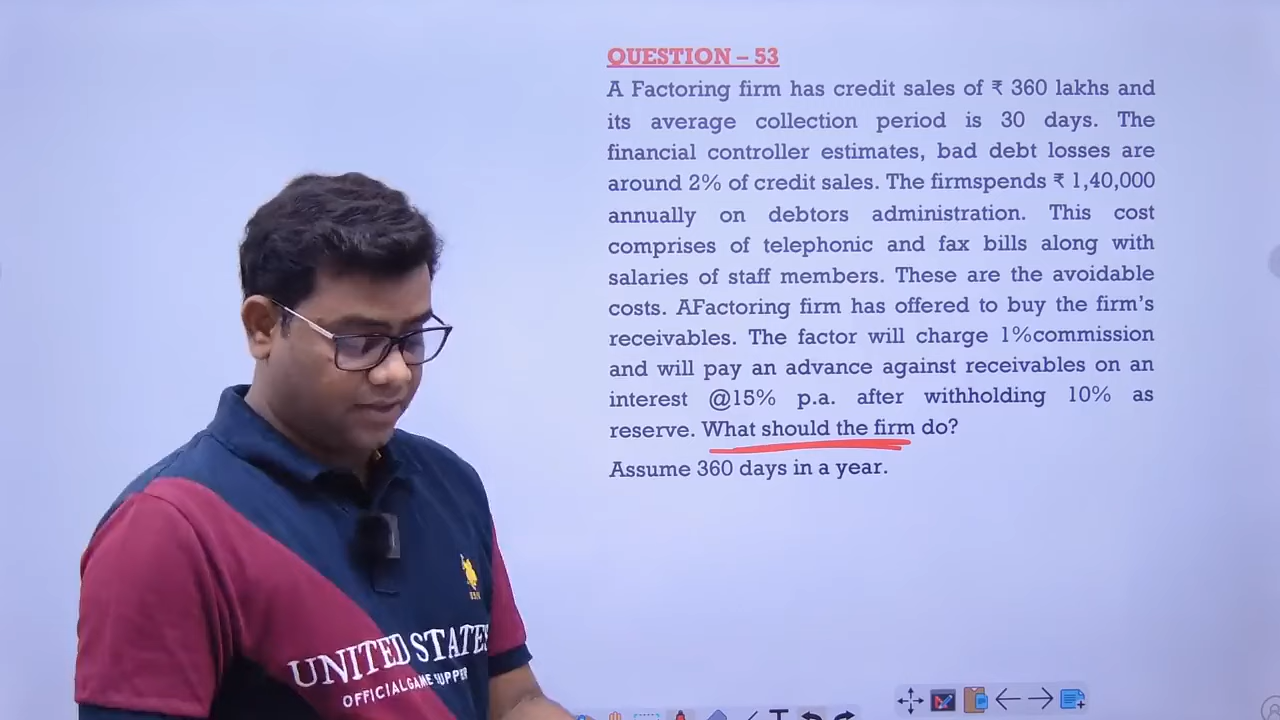 QUESTION – 53
A Factoring firm has credit sales of ₹ 360 lakhs and
its average collection period is 30 days. The
financial controller estimates, bad debt losses are
around 2% of credit sales. The firmspends ₹ 1,40,000
annually on debtors administration. This cost
comprises of telephonic and fax bills along with
salaries of staff members. These are the avoidable
costs. AFactoring firm has offered to buy the firm's
receivables. The factor will charge 1%commission
and will pay an advance against receivables on an
interest @15% p.a. after withholding 10% as
reserve. What should the firm do?
Assume 360 days in a year.
UNITED STATES
OFFICIAL GAME SUPPER